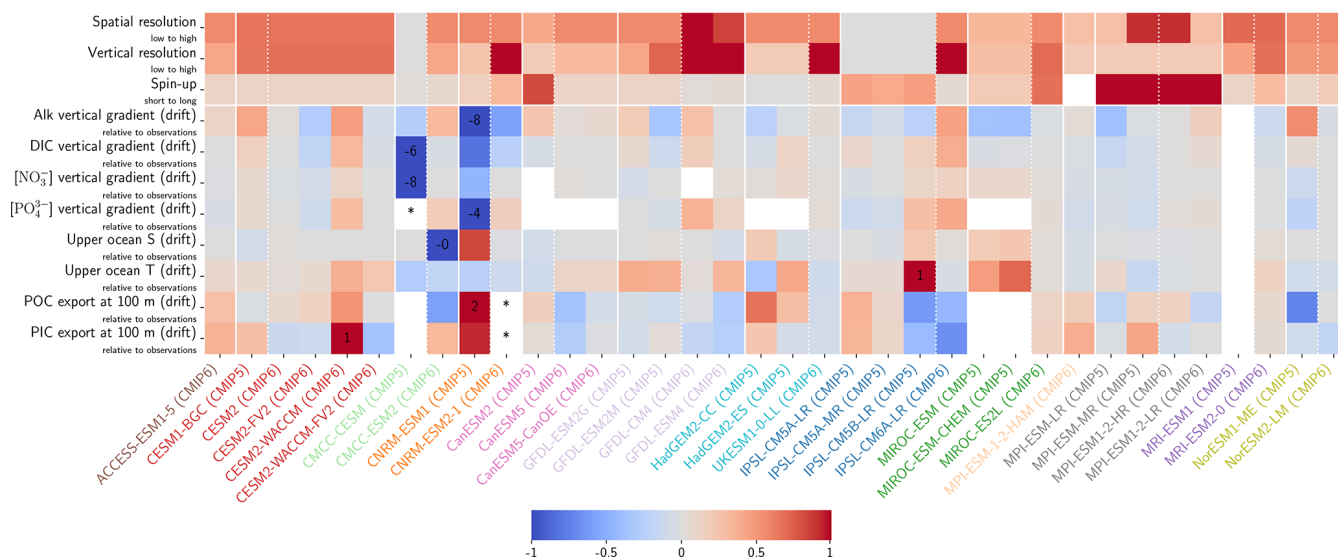 Spatial resolution
low to high
Vertical resolution
low to high
Spin-up
short to long
Alk vertical gradient (drift)
relative to observations
-8
DIC vertical gradient (drift)
relative to observations
-6
[NO₃⁻] vertical gradient (drift)
relative to observations
-8
[PO₄³⁻] vertical gradient (drift)
relative to observations
* -4
Upper ocean S (drift)
relative to observations
-0
Upper ocean T (drift)
relative to observations
1
POC export at 100 m (drift)
relative to observations
2 *
PIC export at 100 m (drift)
relative to observations
1 *
ACCESS-ESM1-5 (CMIP6)
CESM1-BGC (CMIP5)
CESM2 (CMIP6)
CESM2-FV2 (CMIP6)
CESM2-WACCM (CMIP6)
CESM2-WACCM-FV2 (CMIP6)
CMCC-CESM (CMIP5)
CMCC-ESM2 (CMIP6)
CNRM-ESM1 (CMIP5)
CNRM-ESM2-1 (CMIP6)
CanESM2 (CMIP5)
CanESM5 (CMIP6)
CanESM5-CanOE (CMIP6)
GFDL-ESM2G (CMIP5)
GFDL-ESM2M (CMIP5)
GFDL-CM4 (CMIP6)
GFDL-ESM4 (CMIP6)
HadGEM2-CC (CMIP5)
HadGEM2-ES (CMIP5)
UKESM1-0-LL (CMIP6)
IPSL-CM5A-LR (CMIP5)
IPSL-CM5A-MR (CMIP5)
IPSL-CM5B-LR (CMIP5)
IPSL-CM6A-LR (CMIP6)
MIROC-ESM (CMIP5)
MIROC-ESM-CHEM (CMIP5)
MIROC-ES2L (CMIP6)
MPI-ESM-1-2-HAM (CMIP6)
MPI-ESM-LR (CMIP5)
MPI-ESM-MR (CMIP5)
MPI-ESM1-2-HR (CMIP6)
MPI-ESM1-2-LR (CMIP6)
MRI-ESM1 (CMIP5)
MRI-ESM2-0 (CMIP6)
NorESM1-ME (CMIP5)
NorESM2-LM (CMIP6)
-1 -0.5 0 0.5 1